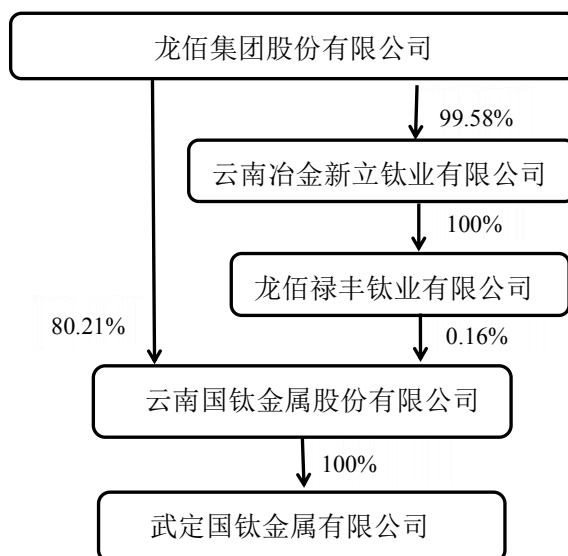 龙佰集团股份有限公司
99.58%
云南冶金新立钛业有限公司
100%
龙佰禄丰钛业有限公司
80.21%
0.16%
云南国钛金属股份有限公司
100%
武定国钛金属有限公司